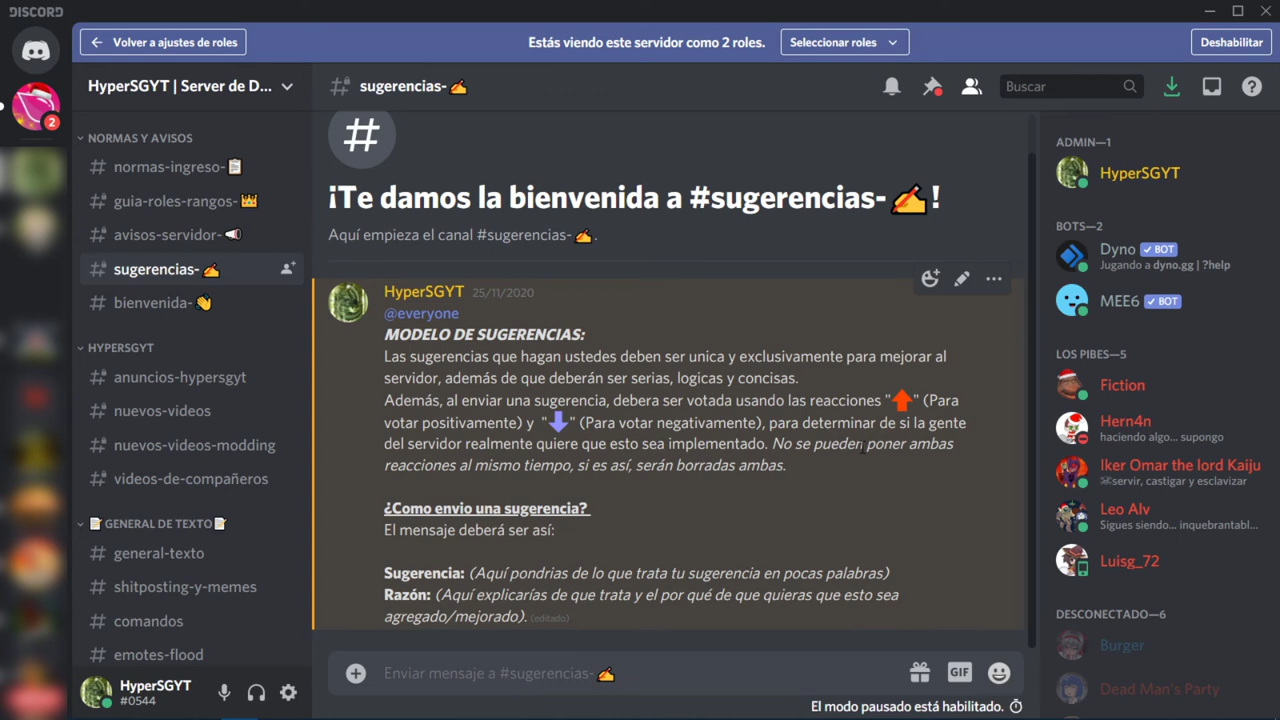 DISCORD
Volver a ajustes de roles
Estás viendo este servidor como 2 roles.
Seleccionar roles
Deshabilitar
HyperSGYT | Server de D...
sugerencias-✍
Buscar
2
NORMAS Y AVISOS
normas-ingreso-📋
guia-roles-rangos-👑
avisos-servidor-📢
sugerencias-✍
bienvenida-👋
HYPERSGYT
anuncios-hypersgyt
nuevos-videos
nuevos-videos-modding
videos-de-compañeros
📝GENERAL DE TEXTO📝
general-texto
shitposting-y-memes
comandos
emotes-flood
HyperSGYT
#0544
¡Te damos la bienvenida a #sugerencias-✍!
Aquí empieza el canal #sugerencias-✍.
HyperSGYT 25/11/2020
@everyone
MODELO DE SUGERENCIAS:
Las sugerencias que hagan ustedes deben ser unica y exclusivamente para mejorar al
servidor, además de que deberán ser serias, logicas y concisas.
Además, al enviar una sugerencia, debera ser votada usando las reacciones "⬆" (Para
votar positivamente) y "⬇" (Para votar negativamente), para determinar de si la gente
del servidor realmente quiere que esto sea implementado. No se pueden poner ambas
reacciones al mismo tiempo, si es así, serán borradas ambas.
¿Como envio una sugerencia?
El mensaje deberá ser así:
Sugerencia: (Aquí pondrias de lo que trata tu sugerencia en pocas palabras)
Razón: (Aquí explicarías de que trata y el por qué de que quieras que esto sea
agregado/mejorado). (editado)
Enviar mensaje a #sugerencias-✍
GIF
El modo pausado está habilitado.
ADMIN—1
HyperSGYT
BOTS—2
Dyno ✓ BOT
Jugando a dyno.gg | ?help
MEE6 ✓ BOT
LOS PIBES—5
Fiction
Hern4n
haciendo algo... supongo
Iker Omar the lord Kaiju
☠servir, castigar y esclavizar
Leo Alv
Sigues siendo... inquebrantabl...
Luisg_72
DESCONECTADO—6
Burger
Dead Man's Party